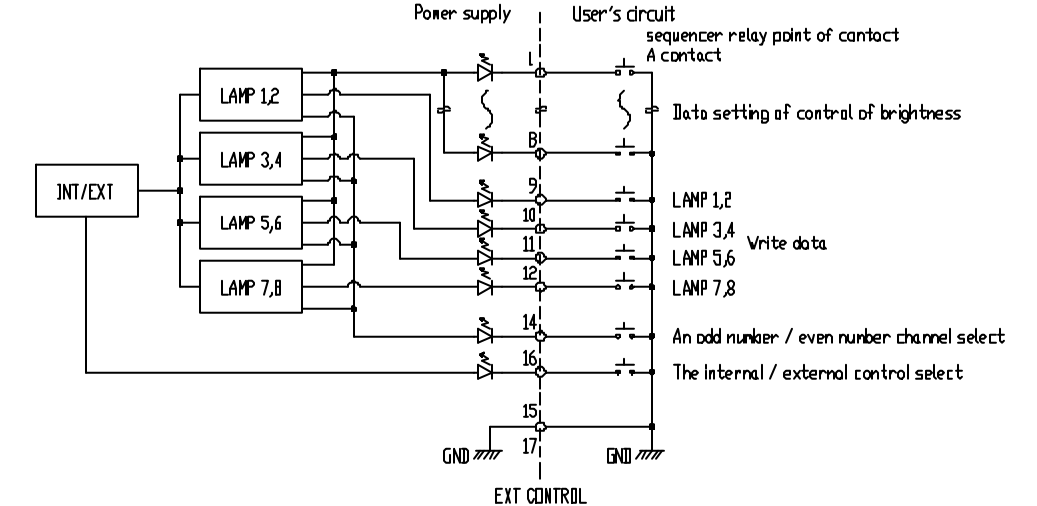 Power supply
User's circuit
sequencer relay point of contact
A contact
1
LAMP 1,2
Data setting of control of brightness
8
LAMP 3,4
INT/EXT
9
LAMP 1,2
LAMP 5,6
10
LAMP 3,4
Write data
11
LAMP 5,6
LAMP 7,8
12
LAMP 7,8
14
An odd number / even number channel select
16
The internal / external control select
15
GND
17
GND
EXT CONTROL